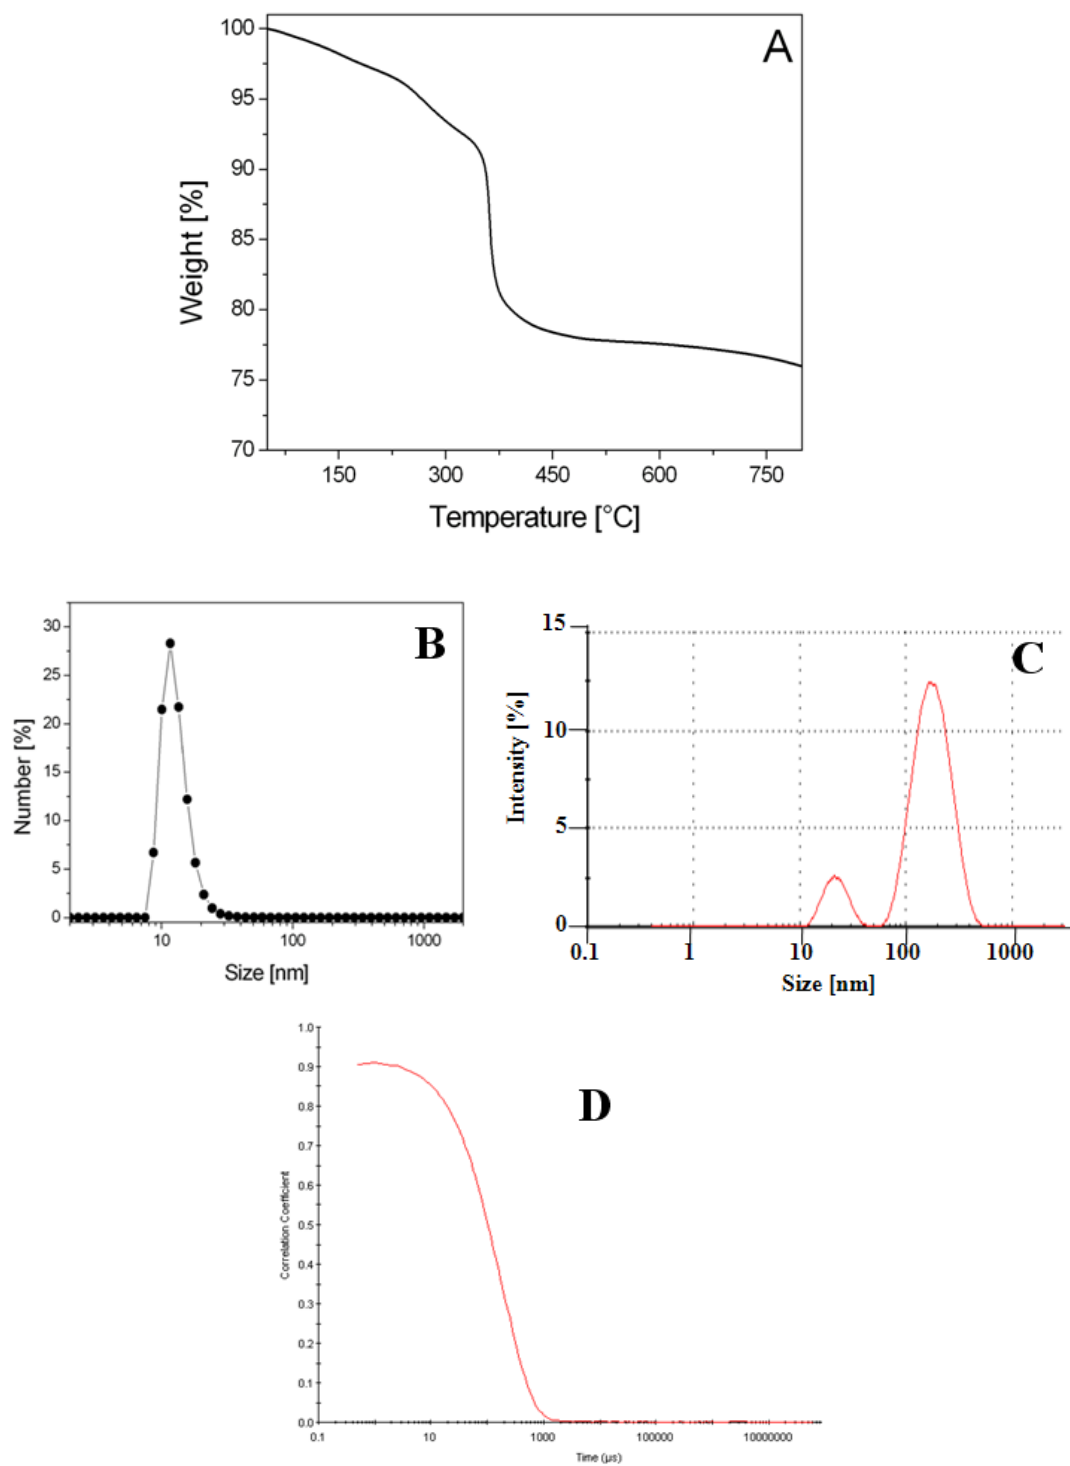 A
100
95
90
85
80
75
70
Weight [%]
150 300 450 600 750
Temperature [°C]
B
30
25
20
15
10
5
0
Number [%]
10 100 1000
Size [nm]
C
15
10
5
0
Intensity [%]
0.1 1 10 100 1000
Size [nm]
D
1.0
0.9
0.8
0.7
0.6
0.5
0.4
0.3
0.2
0.1
0.0
Correlation Coefficient
0.1 10 1000 100000 10000000
Time (µs)